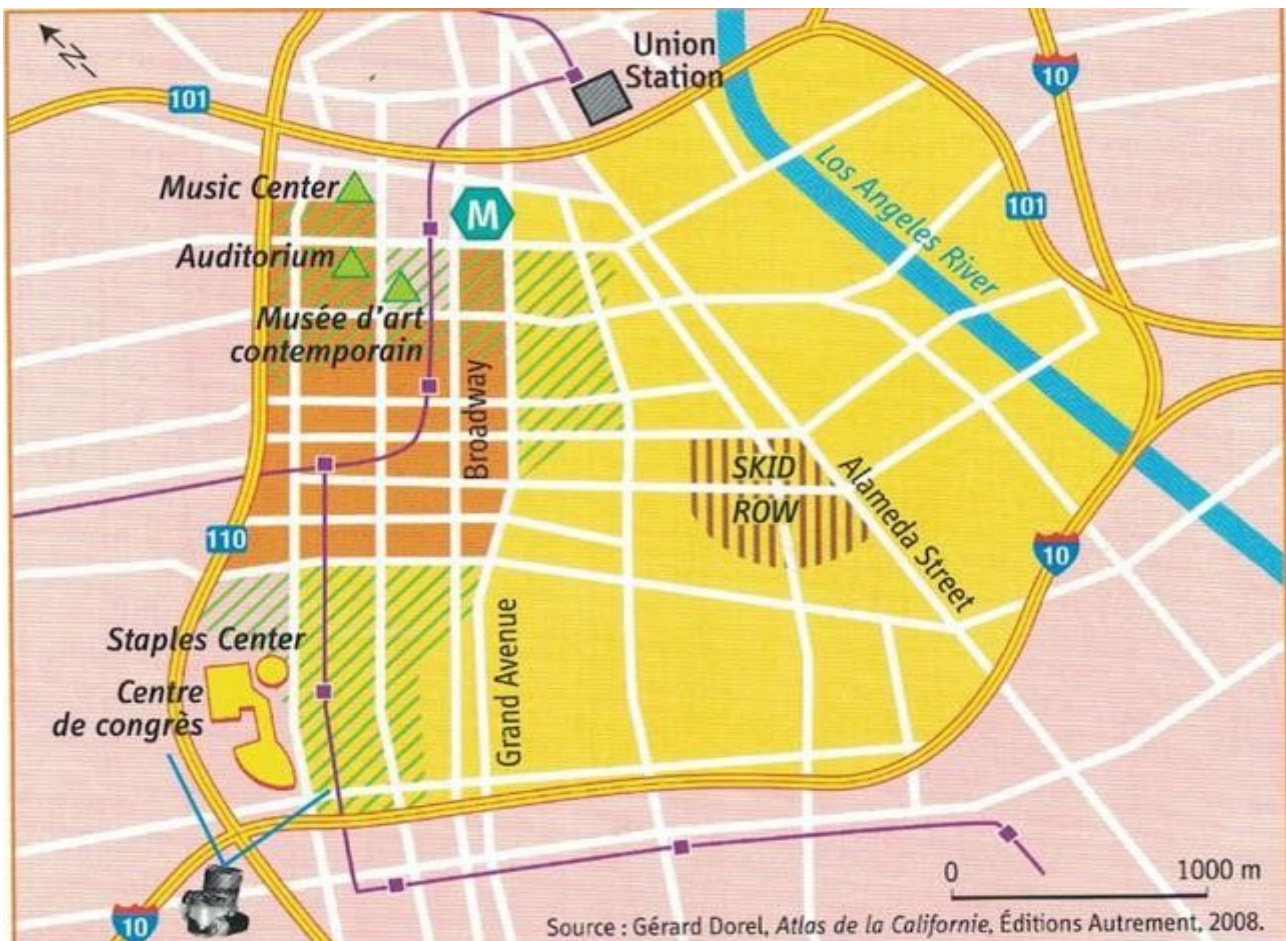 N
Union
Station
10
101
Music Center
M
Los Angeles River
101
Auditorium
Musée d'art
contemporain
Broadway
SKID
ROW
Alameda Street
110
10
Staples Center
Centre
de congrès
Grand Avenue
0 1000 m
10
Source : Gérard Dorel, Atlas de la Californie, Éditions Autrement, 2008.